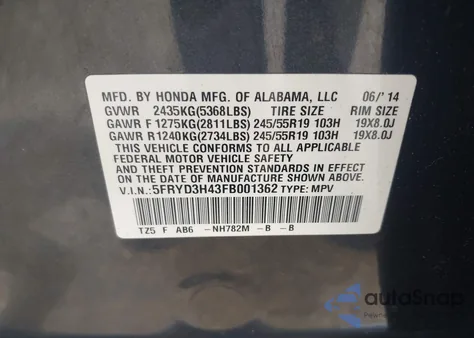 MFD. BY HONDA MFG. OF ALABAMA, LLC 06/'14
GVWR 2435KG(5368LBS) TIRE SIZE RIM SIZE
GAWR F 1275KG(2811LBS) 245/55R19 103H 19X8.0J
GAWR R1240KG(2734LBS) 245/55R19 103H 19X8.0J
THIS VEHICLE CONFORMS TO ALL APPLICABLE
FEDERAL MOTOR VEHICLE SAFETY
AND THEFT PREVENTION STANDARDS IN EFFECT
ON THE DATE OF MANUFACTURE SHOWN ABOVE.
V.I.N.:5FRYD3H43FB001362 TYPE: MPV
TZ5 F AB6 -NH782M -B -B
autoSnap